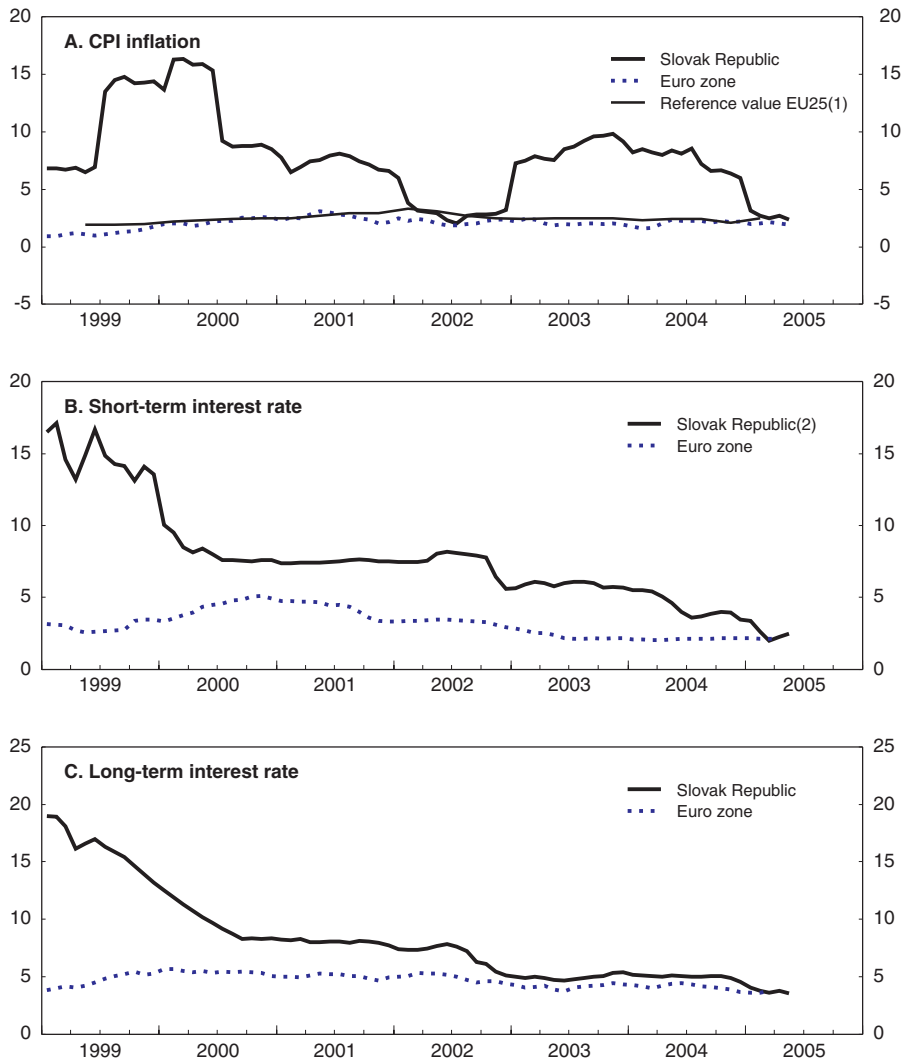 20 20
A. CPI inflation
Slovak Republic
15 15
Euro zone
Reference value EU25(1)
10 10
5 5
0 0
-5 -5
1999 2000 2001 2002 2003 2004 2005
20 20
B. Short-term interest rate
Slovak Republic(2)
Euro zone
15 15
10 10
5 5
0 0
1999 2000 2001 2002 2003 2004 2005
25 25
C. Long-term interest rate
Slovak Republic
Euro zone
20 20
15 15
10 10
5 5
0 0
1999 2000 2001 2002 2003 2004 2005